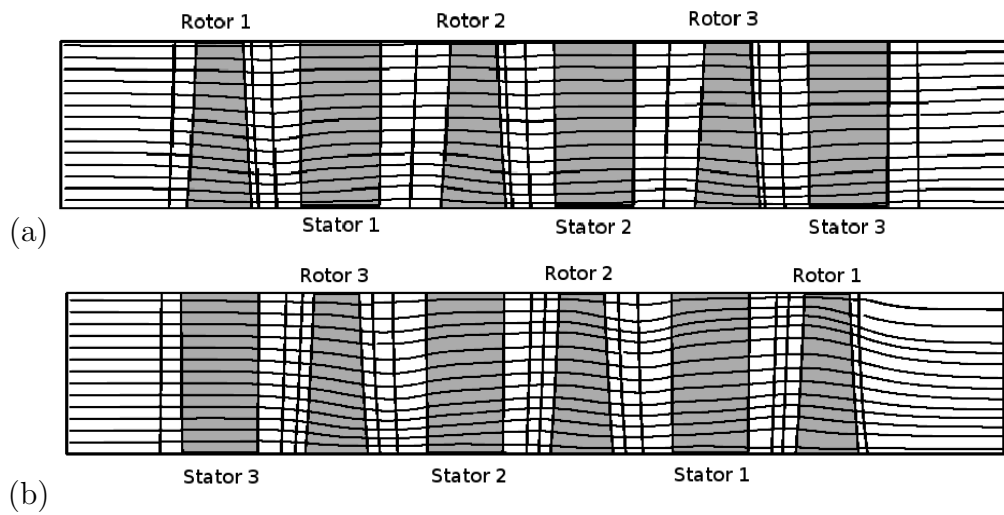 Rotor 1 Rotor 2 Rotor 3
(a)
Stator 1 Stator 2 Stator 3
Rotor 3 Rotor 2 Rotor 1
Stator 3 Stator 2 Stator 1
(b)